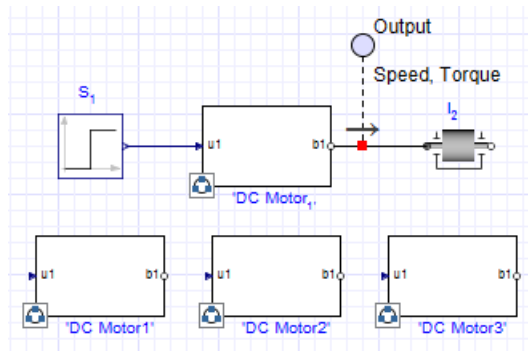 Output
Speed, Torque
S1
I2
u1 b1
'DC Motor1'
u1 b1 u1 b1 u1 b1
'DC Motor1' 'DC Motor2' 'DC Motor3'